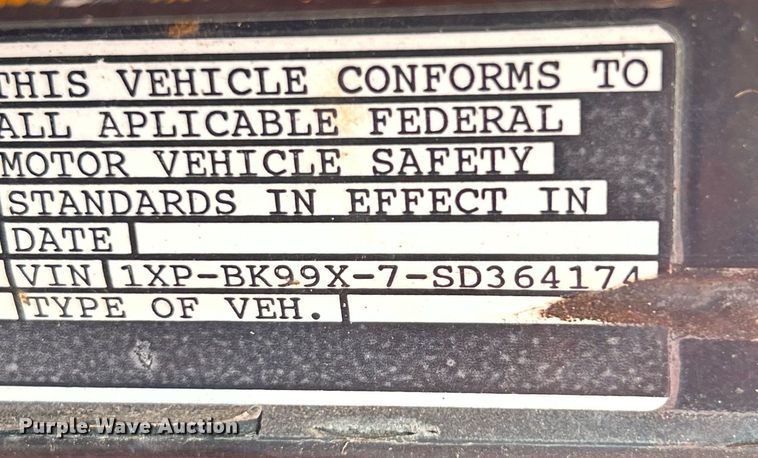 THIS VEHICLE CONFORMS TO
ALL APLICABLE FEDERAL
MOTOR VEHICLE SAFETY
STANDARDS IN EFFECT IN
DATE
VIN 1XP-BK99X-7-SD364174
TYPE OF VEH.
Purple Wave Auction